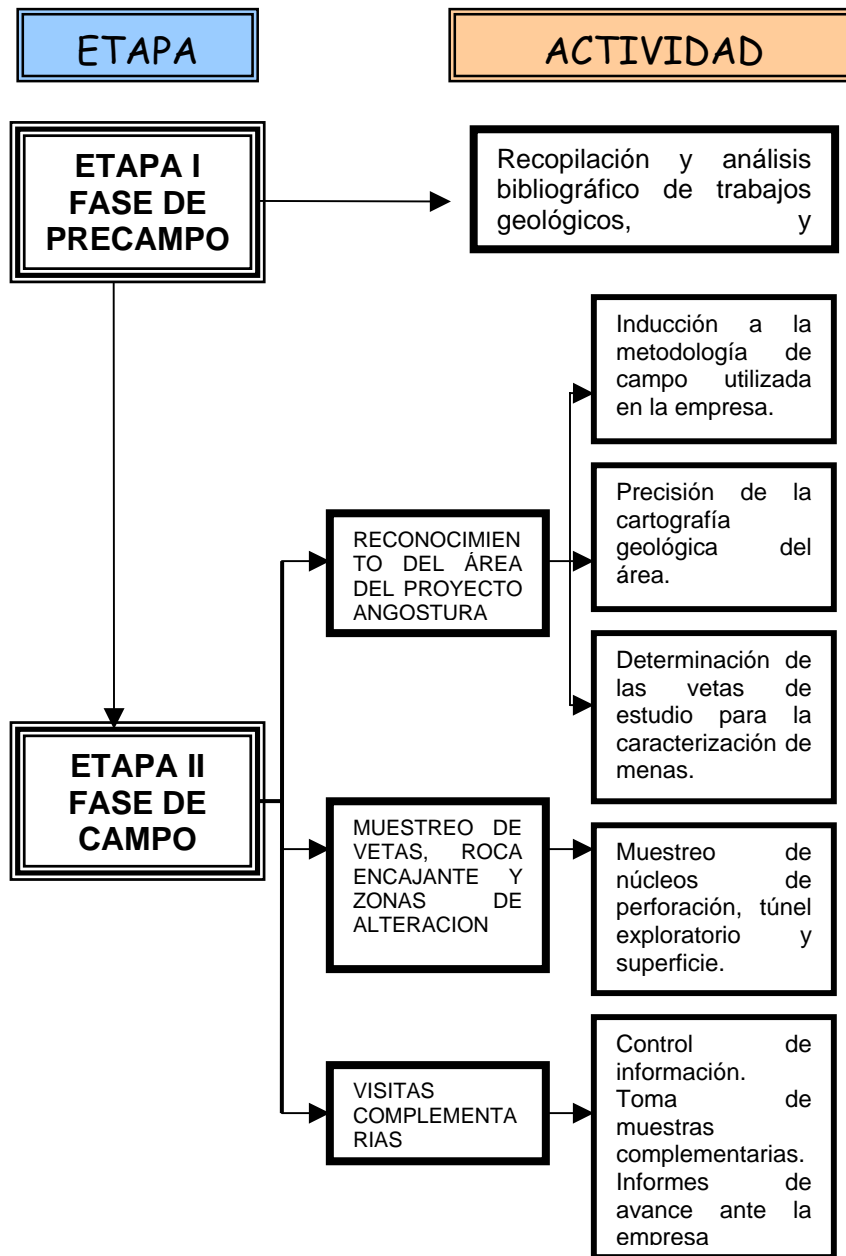 ETAPA
ACTIVIDAD
ETAPA I
FASE DE
PRECAMPO
Recopilación y análisis
bibliográfico de trabajos
geológicos, y
Inducción a la
metodología de
campo utilizada
en la empresa.
Precisión de la
cartografía
geológica del
área.
Determinación de
las vetas de
estudio para la
caracterización de
menas.
RECONOCIMIEN
TO DEL ÁREA
DEL PROYECTO
ANGOSTURA
ETAPA II
FASE DE
CAMPO
MUESTREO DE
VETAS, ROCA
ENCAJANTE Y
ZONAS DE
ALTERACION
Muestreo de
núcleos de
perforación, túnel
exploratorio y
superficie.
VISITAS
COMPLEMENTA
RIAS
Control de
información.
Toma de
muestras
complementarias.
Informes de
avance ante la
empresa